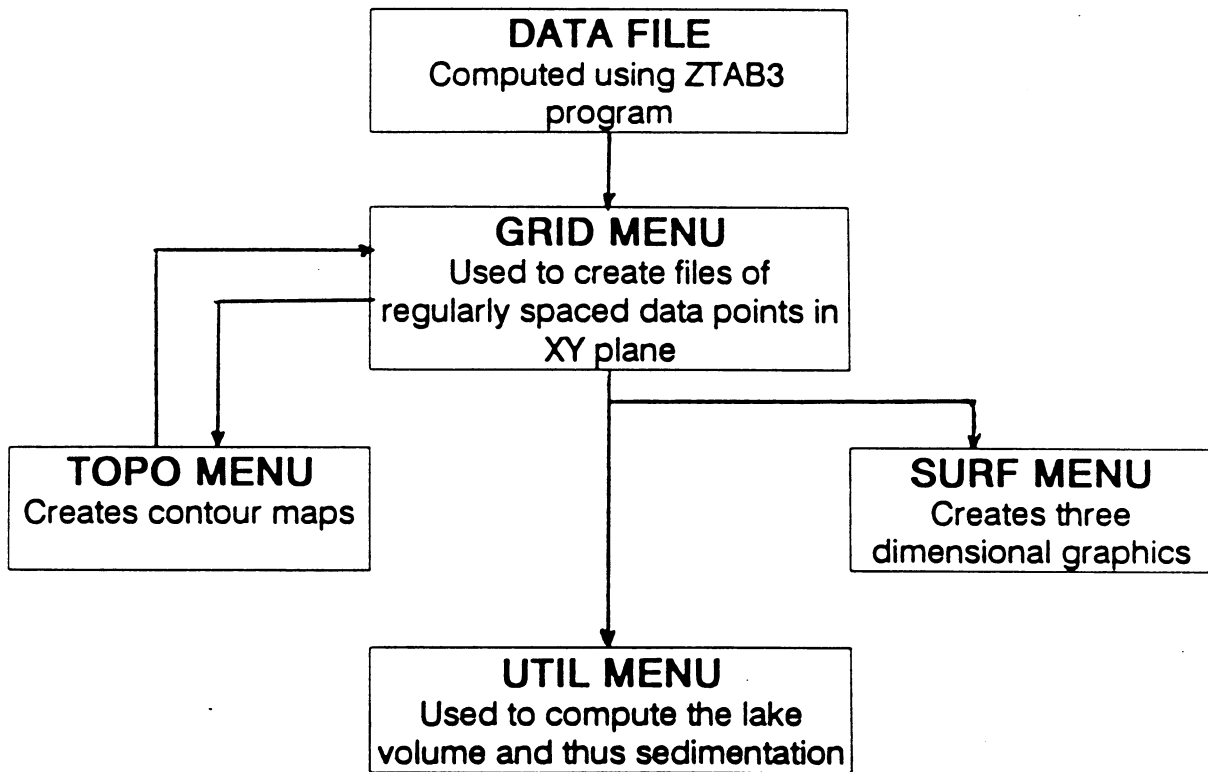 DATA FILE
Computed using ZTAB3
program
GRID MENU
Used to create files of
regularly spaced data points in
XY plane
TOPO MENU
Creates contour maps
SURF MENU
Creates three
dimensional graphics
UTIL MENU
Used to compute the lake
volume and thus sedimentation